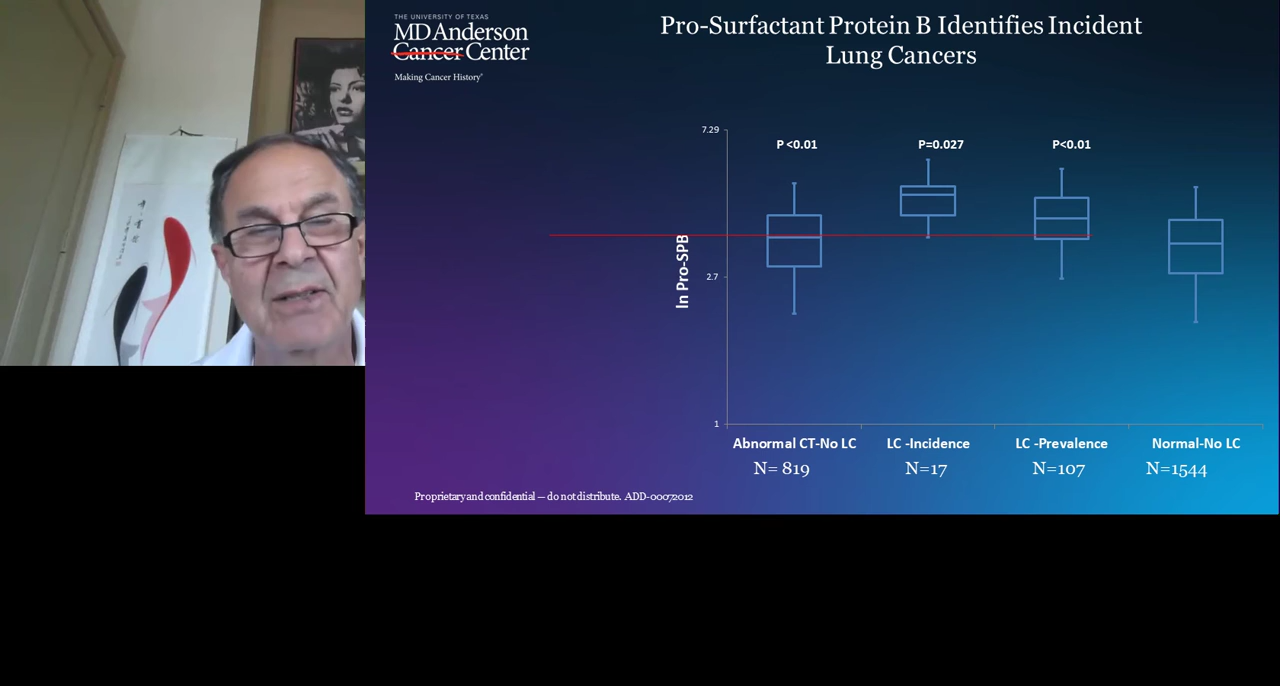 THE UNIVERSITY OF TEXAS
MD Anderson
Cancer Center
Making Cancer History®
Pro-Surfactant Protein B Identifies Incident
Lung Cancers
7.29
2.7
1
ln Pro-SPB
P <0.01
P=0.027
P<0.01
Abnormal CT-No LC
LC -Incidence
LC -Prevalence
Normal-No LC
N= 819
N=17
N=107
N=1544
Proprietary and confidential — do not distribute. ADD-00072012